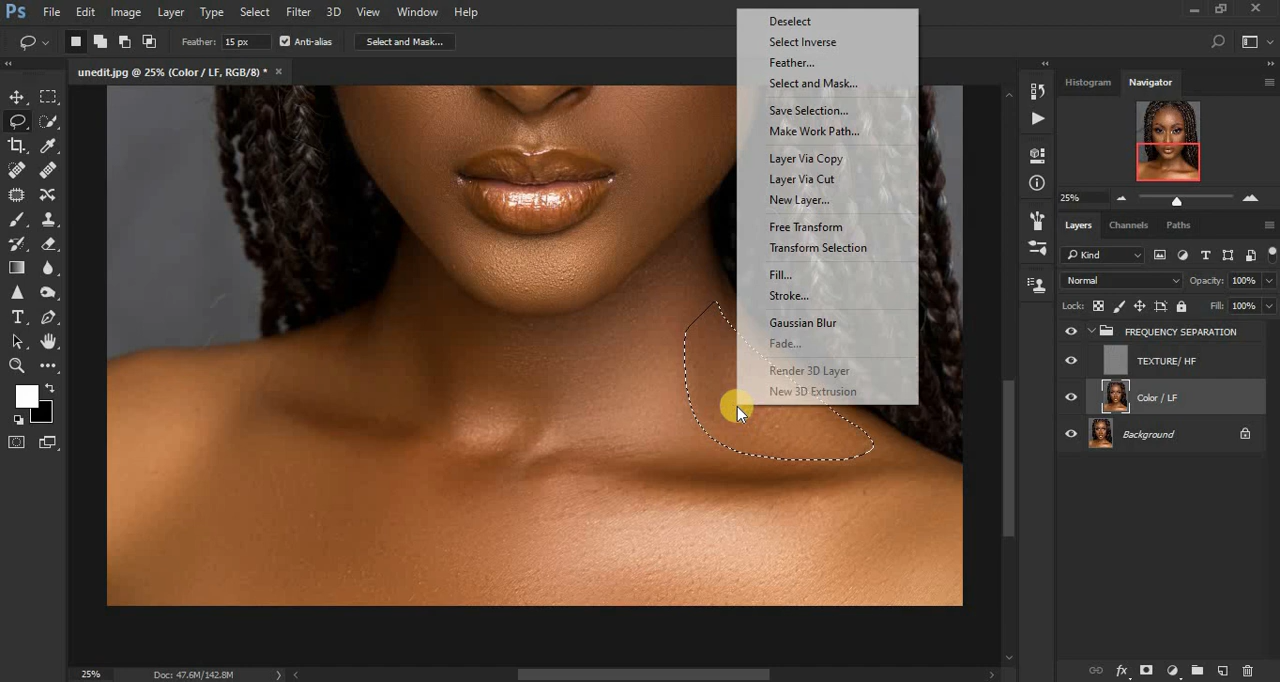 Ps File Edit Image Layer Type Select Filter 3D View Window Help
Feather: 15 px Anti-alias Select and Mask...
unedit.jpg @ 25% (Color / LF, RGB/8) * ×
Deselect
Select Inverse
Feather...
Select and Mask...
Save Selection...
Make Work Path...
Layer Via Copy
Layer Via Cut
New Layer...
Free Transform
Transform Selection
Fill...
Stroke...
Gaussian Blur
Fade...
Render 3D Layer
New 3D Extrusion
Histogram Navigator
25%
Layers Channels Paths
Kind
Normal Opacity: 100%
Lock: Fill: 100%
FREQUENCY SEPARATION
TEXTURE/ HF
Color / LF
Background
25% Doc: 47.6M/142.8M